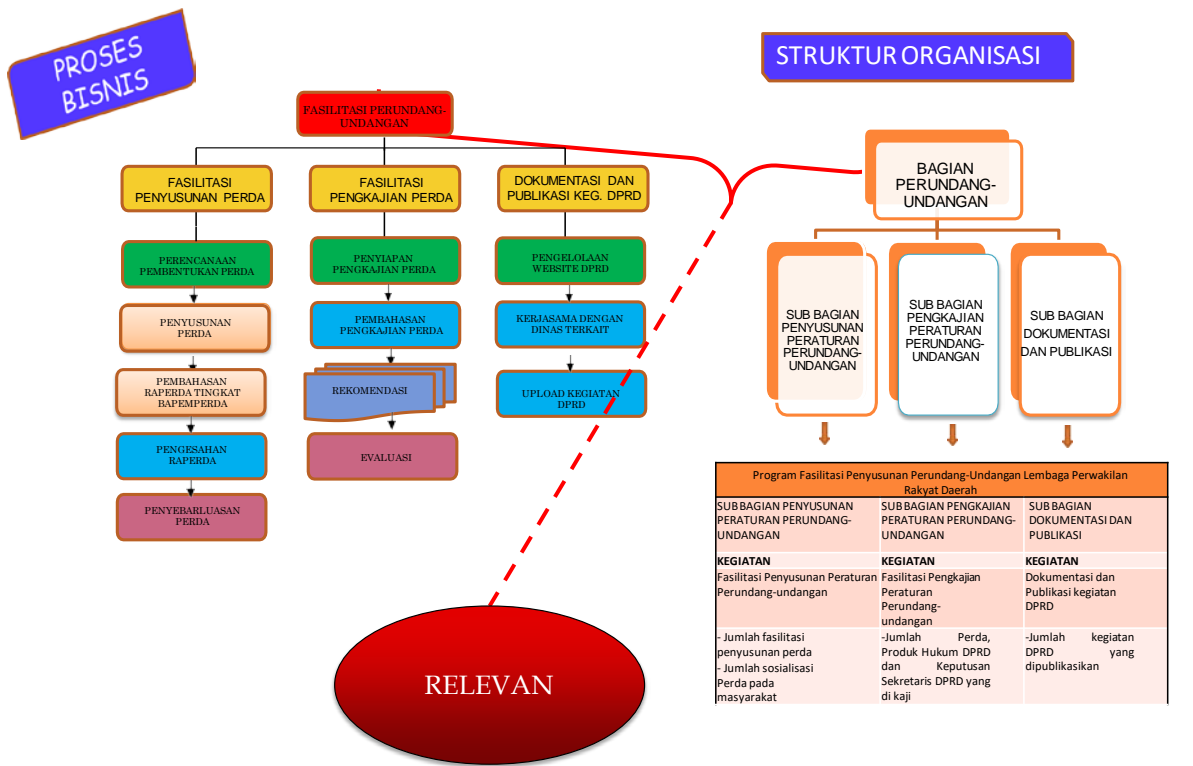 PROSES
BISNIS
STRUKTUR ORGANISASI
FASILITASI PERUNDANG-
UNDANGAN
FASILITASI
PENYUSUNAN PERDA
FASILITASI
PENGKAJIAN PERDA
DOKUMENTASI DAN
PUBLIKASI KEG. DPRD
PERENCANAAN
PEMBENTUKAN PERDA
PENYUSUNAN
PERDA
PEMBAHASAN
RAPERDA TINGKAT
BAPEMPERDA
PENGESAHAN
RAPERDA
PENYEBARLUASAN
PERDA
PENYIAPAN
PENGKAJIAN PERDA
PEMBAHASAN
PENGKAJIAN PERDA
REKOMENDASI
EVALUASI
PENGELOLAAN
WEBSITE DPRD
KERJASAMA DENGAN
DINAS TERKAIT
UPLOAD KEGIATAN
DPRD
BAGIAN
PERUNDANG-
UNDANGAN
SUB BAGIAN
PENYUSUNAN
PERATURAN
PERUNDANG-
UNDANGAN
SUB BAGIAN
PENGKAJIAN
PERATURAN
PERUNDANG-
UNDANGAN
SUB BAGIAN
DOKUMENTASI
DAN PUBLIKASI
Program Fasilitasi Penyusunan Perundang-Undangan Lembaga Perwakilan
Rakyat Daerah
SUB BAGIAN PENYUSUNAN
PERATURAN PERUNDANG-
UNDANGAN
SUB BAGIAN PENGKAJIAN
PERATURAN PERUNDANG-
UNDANGAN
SUB BAGIAN
DOKUMENTASI DAN
PUBLIKASI
KEGIATAN
KEGIATAN
KEGIATAN
Fasilitasi Penyusunan Peraturan
Perundang-undangan
Fasilitasi Pengkajian
Peraturan
Perundang-
undangan
Dokumentasi dan
Publikasi kegiatan
DPRD
- Jumlah fasilitasi
penyusunan perda
- Jumlah sosialisasi
Perda pada
masyarakat
-Jumlah Perda,
Produk Hukum DPRD
dan Keputusan
Sekretaris DPRD yang
di kaji
-Jumlah kegiatan
DPRD yang
dipublikasikan
RELEVAN